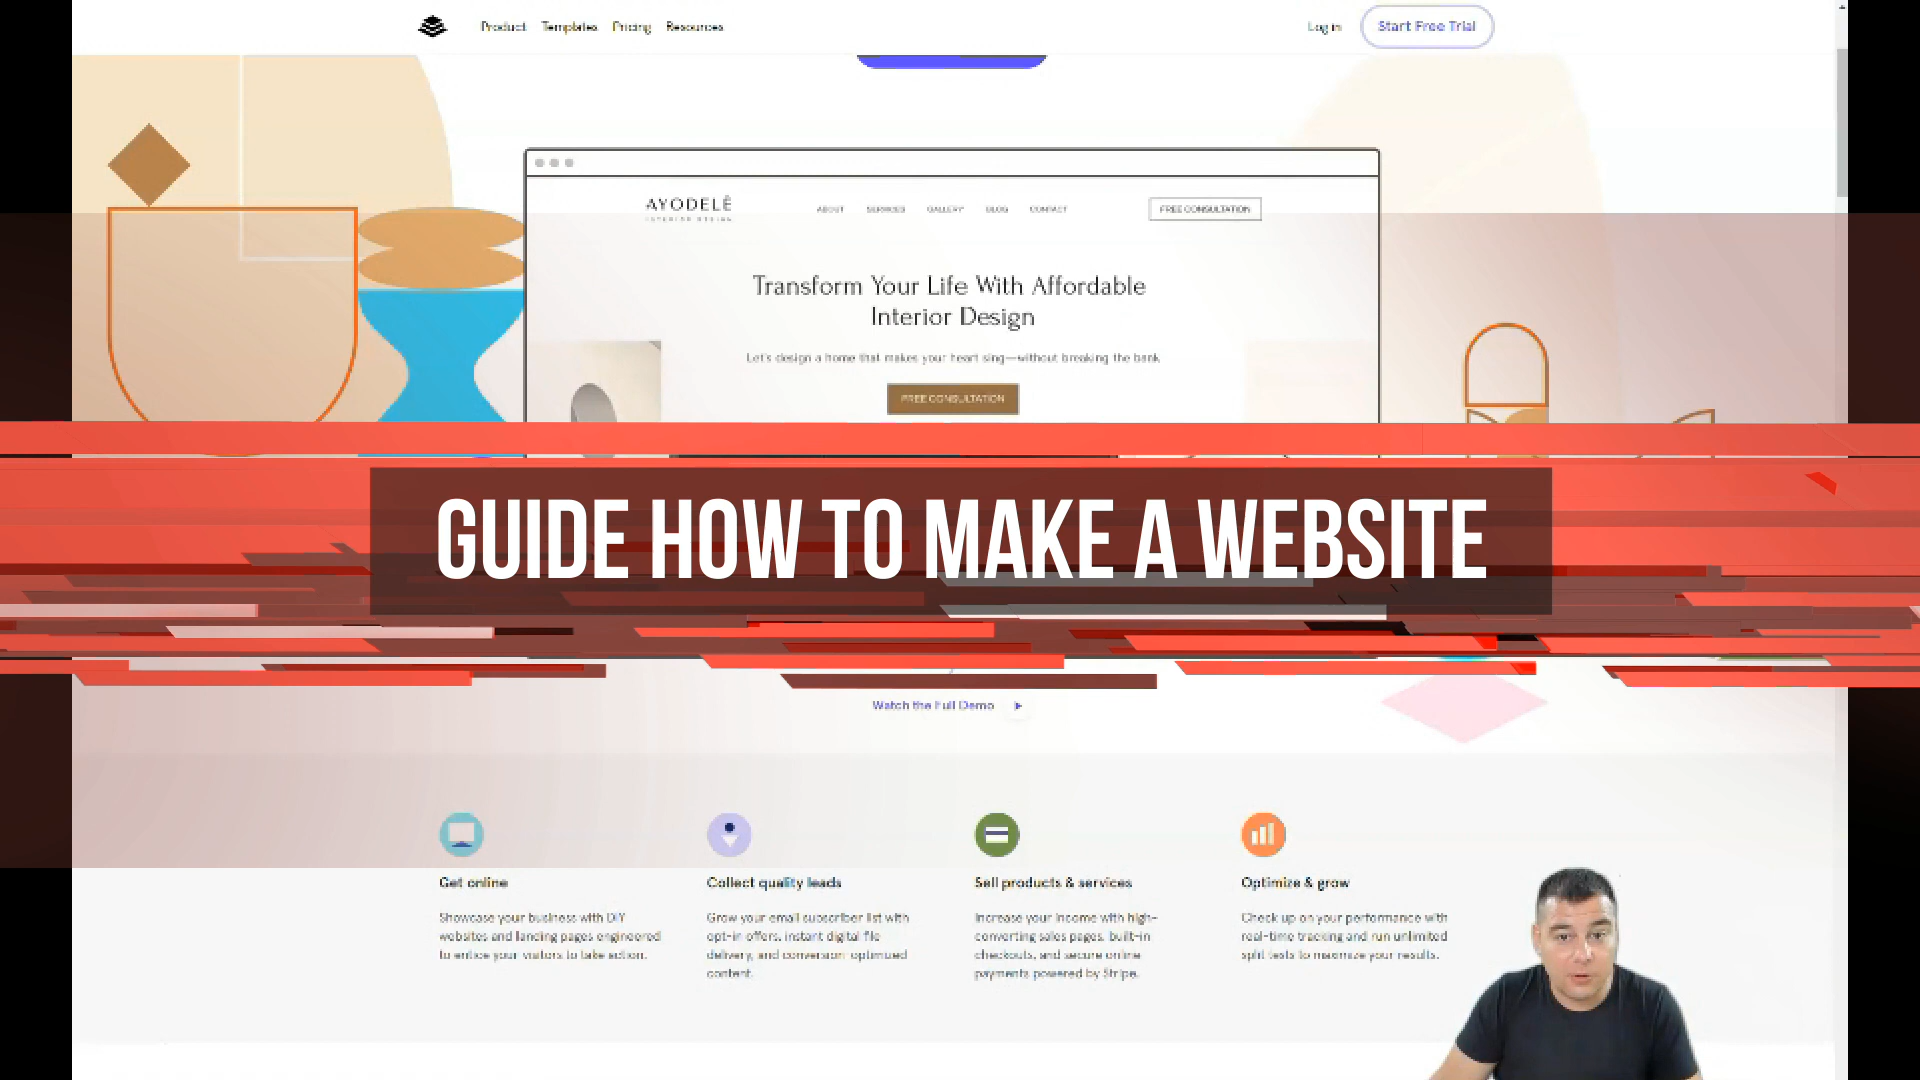 Product Templates Pricing Resources
Log in
Start Free Trial
AYODELÉ
INTERIOR DESIGN
ABOUT SERVICES GALLERY BLOG CONTACT
FREE CONSULTATION
Transform Your Life With Affordable
Interior Design
Let's design a home that makes your heart sing—without breaking the bank
FREE CONSULTATION
GUIDE HOW TO MAKE A WEBSITE
Watch the Full Demo
Get online
Showcase your business with DIY
websites and landing pages engineered
to entice your visitors to take action.
Collect quality leads
Grow your email subscriber list with
opt-in offers, instant digital file
delivery, and conversion-optimized
content.
Sell products & services
Increase your income with high-
converting sales pages, built-in
checkouts, and secure online
payments powered by Stripe.
Optimize & grow
Check up on your performance with
real-time tracking and run unlimited
split tests to maximize your results.